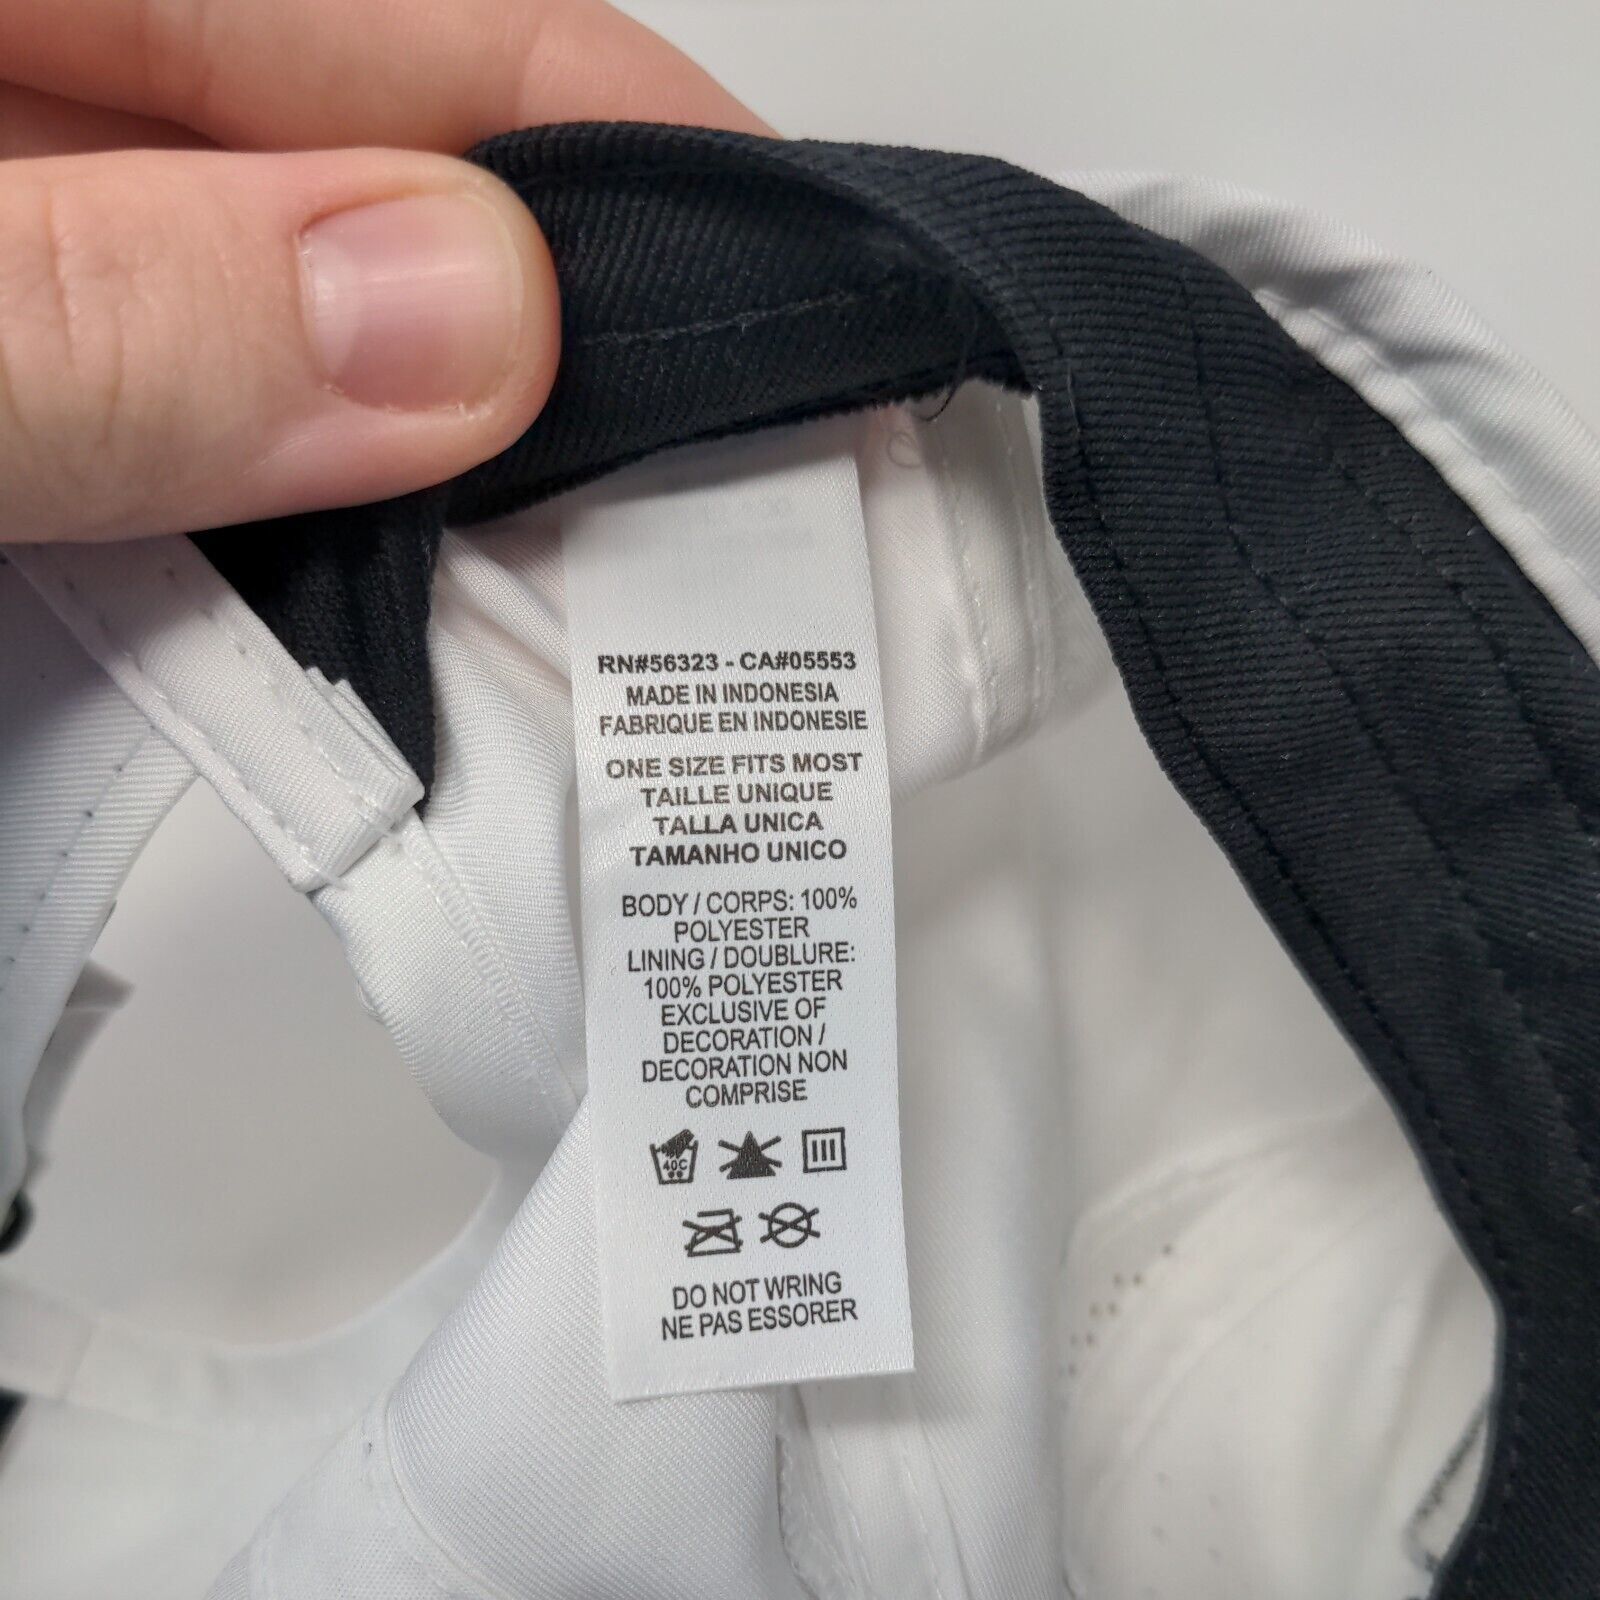 RN#56323 - CA#05553
MADE IN INDONESIA
FABRIQUE EN INDONESIE
ONE SIZE FITS MOST
TAILLE UNIQUE
TALLA UNICA
TAMANHO UNICO
BODY / CORPS: 100%
POLYESTER
LINING / DOUBLURE:
100% POLYESTER
EXCLUSIVE OF
DECORATION /
DECORATION NON
COMPRISE
40C
DO NOT WRING
NE PAS ESSORER